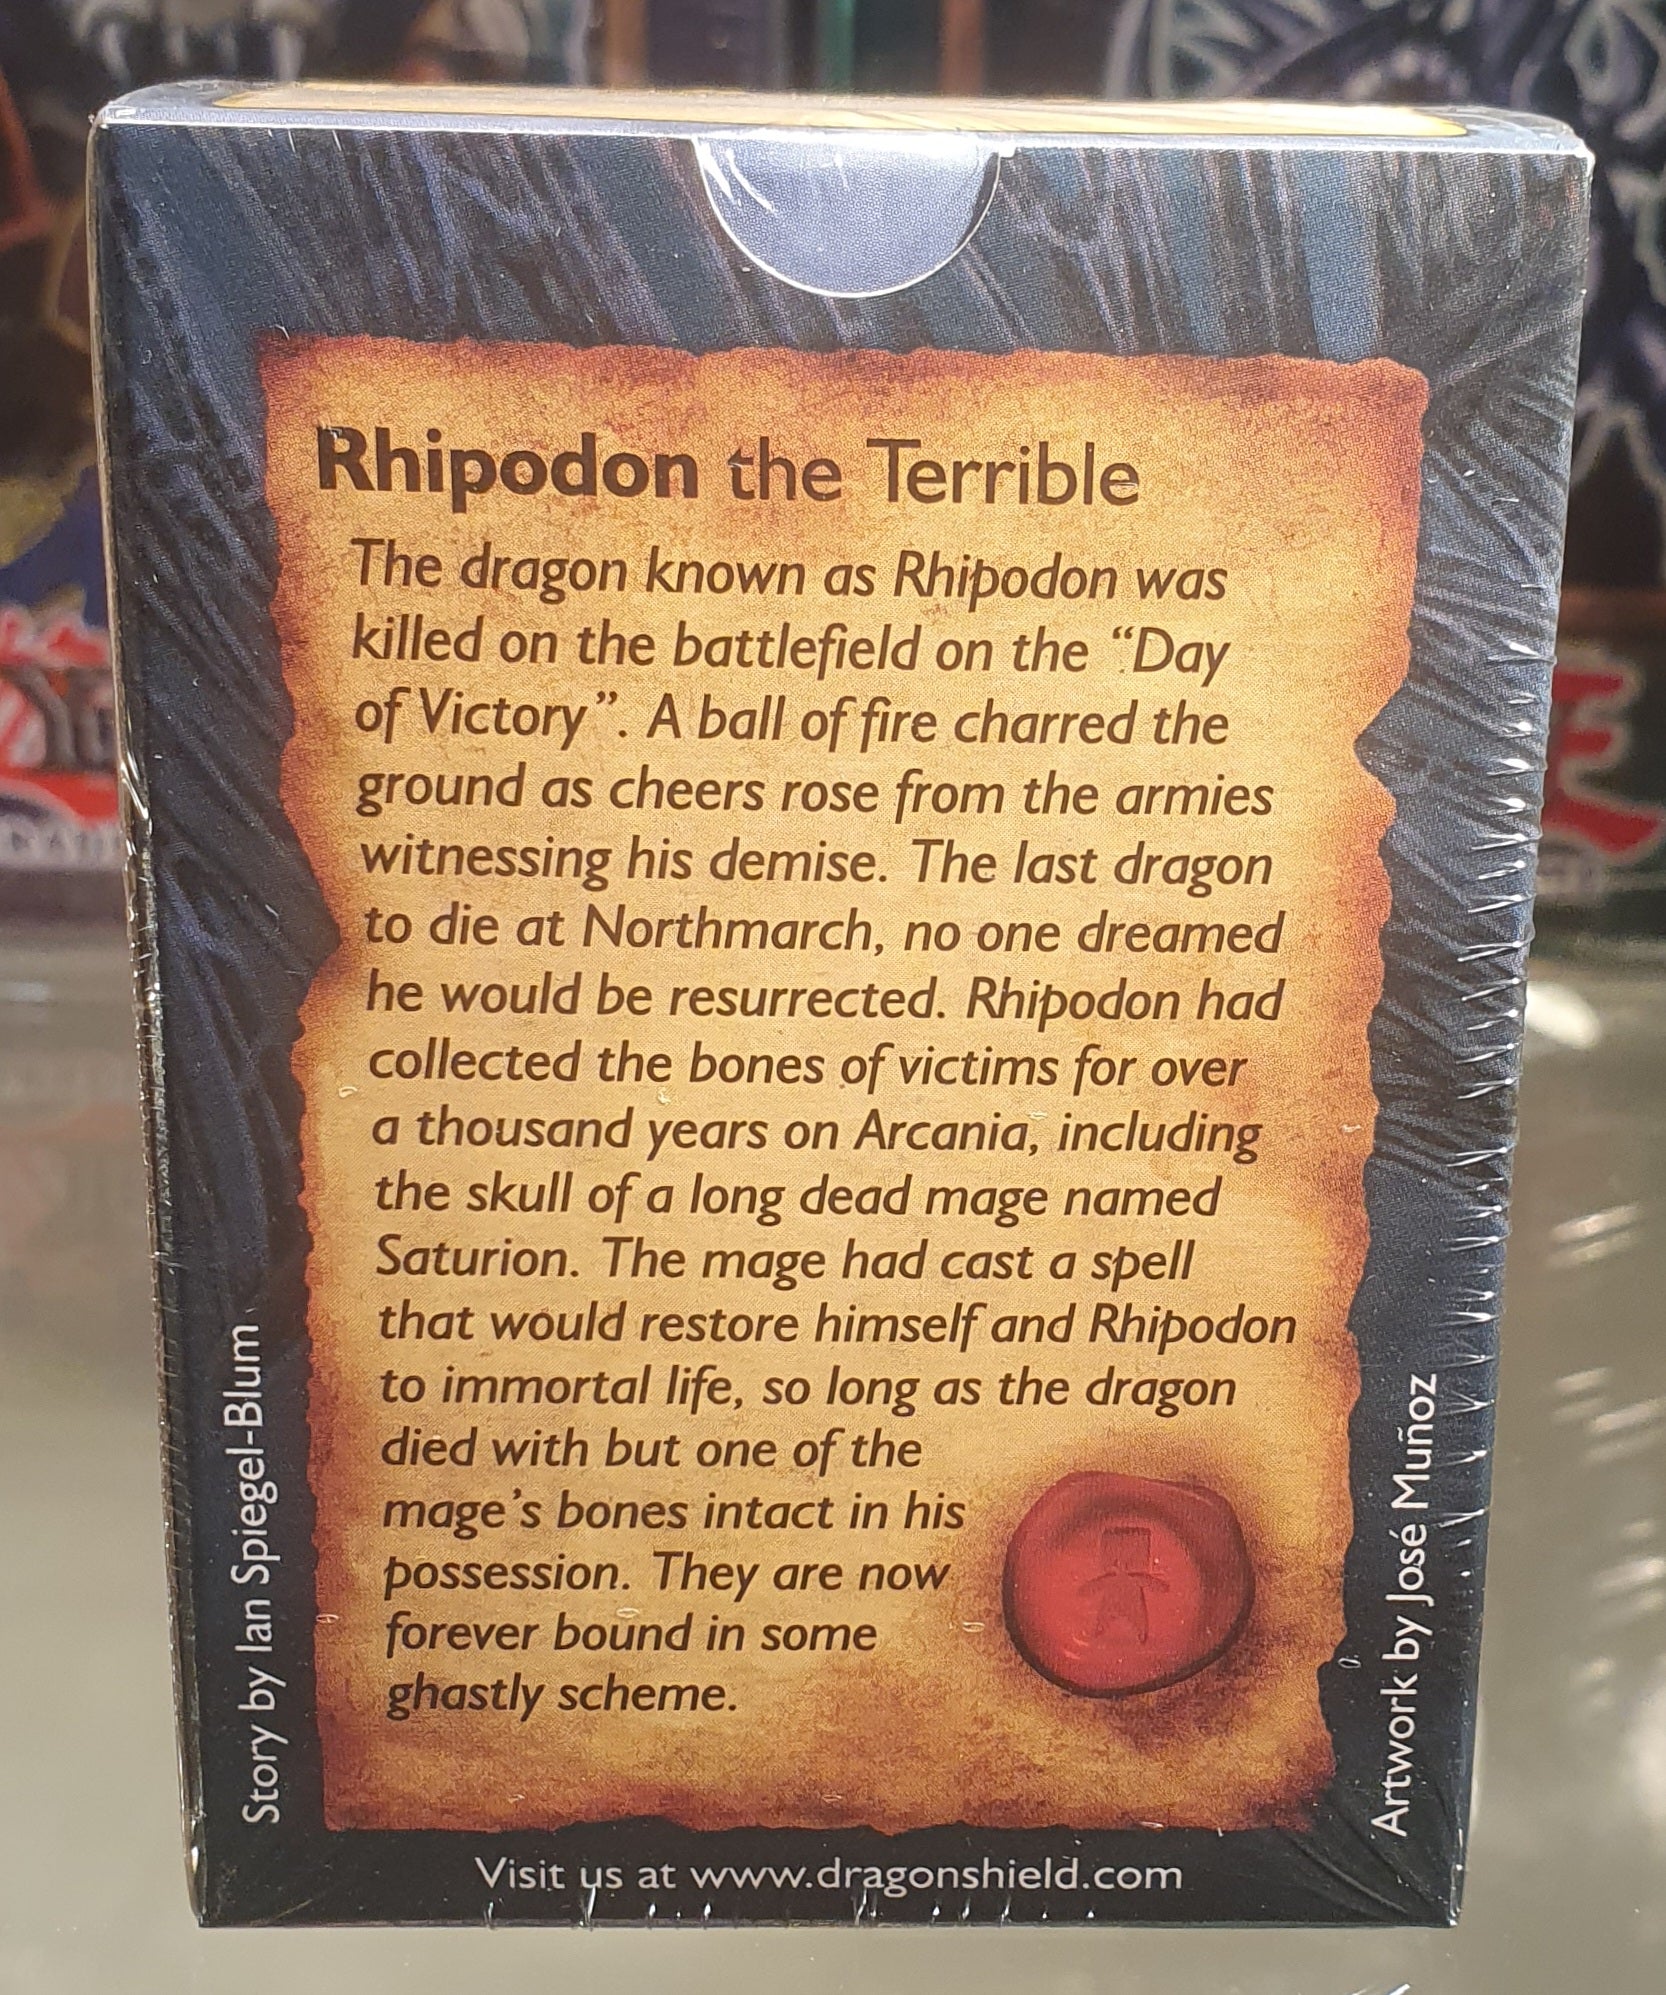 Rhipodon the Terrible
The dragon known as Rhipodon was
killed on the battlefield on the “Day
of Victory”. A ball of fire charred the
ground as cheers rose from the armies
witnessing his demise. The last dragon
to die at Northmarch, no one dreamed
he would be resurrected. Rhipodon had
collected the bones of victims for over
a thousand years on Arcania, including
the skull of a long dead mage named
Saturion. The mage had cast a spell
that would restore himself and Rhipodon
to immortal life, so long as the dragon
died with but one of the
mage’s bones intact in his
possession. They are now
forever bound in some
ghastly scheme.
Story by Ian Spiegel-Blum
Artwork by José Muñoz
Visit us at www.dragonshield.com